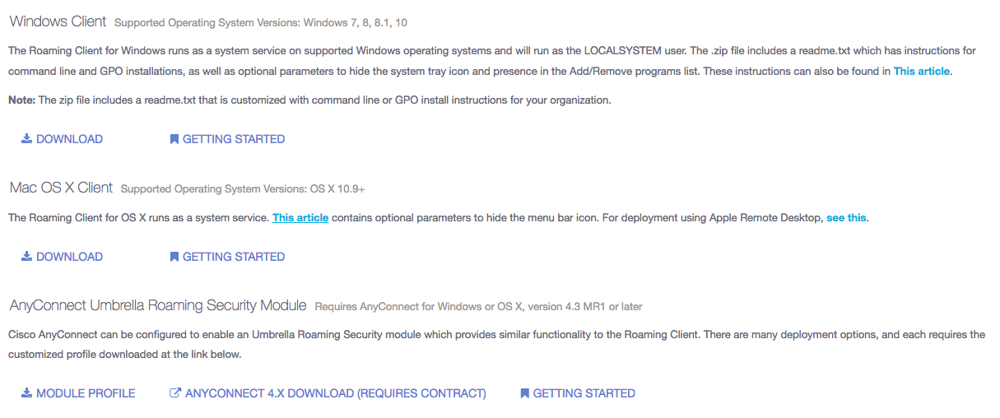 Windows Client Supported Operating System Versions: Windows 7, 8, 8.1, 10
The Roaming Client for Windows runs as a system service on supported Windows operating systems and will run as the LOCALSYSTEM user. The .zip file includes a readme.txt which has instructions for
command line and GPO installations, as well as optional parameters to hide the system tray icon and presence in the Add/Remove programs list. These instructions can also be found in This article.
Note: The zip file includes a readme.txt that is customized with command line or GPO install instructions for your organization.
DOWNLOAD GETTING STARTED
Mac OS X Client Supported Operating System Versions: OS X 10.9+
The Roaming Client for OS X runs as a system service. This article contains optional parameters to hide the menu bar icon. For deployment using Apple Remote Desktop, see this.
DOWNLOAD GETTING STARTED
AnyConnect Umbrella Roaming Security Module Requires AnyConnect for Windows or OS X, version 4.3 MR1 or later
Cisco AnyConnect can be configured to enable an Umbrella Roaming Security module which provides similar functionality to the Roaming Client. There are many deployment options, and each requires the
customized profile downloaded at the link below.
MODULE PROFILE ANYCONNECT 4.X DOWNLOAD (REQUIRES CONTRACT) GETTING STARTED